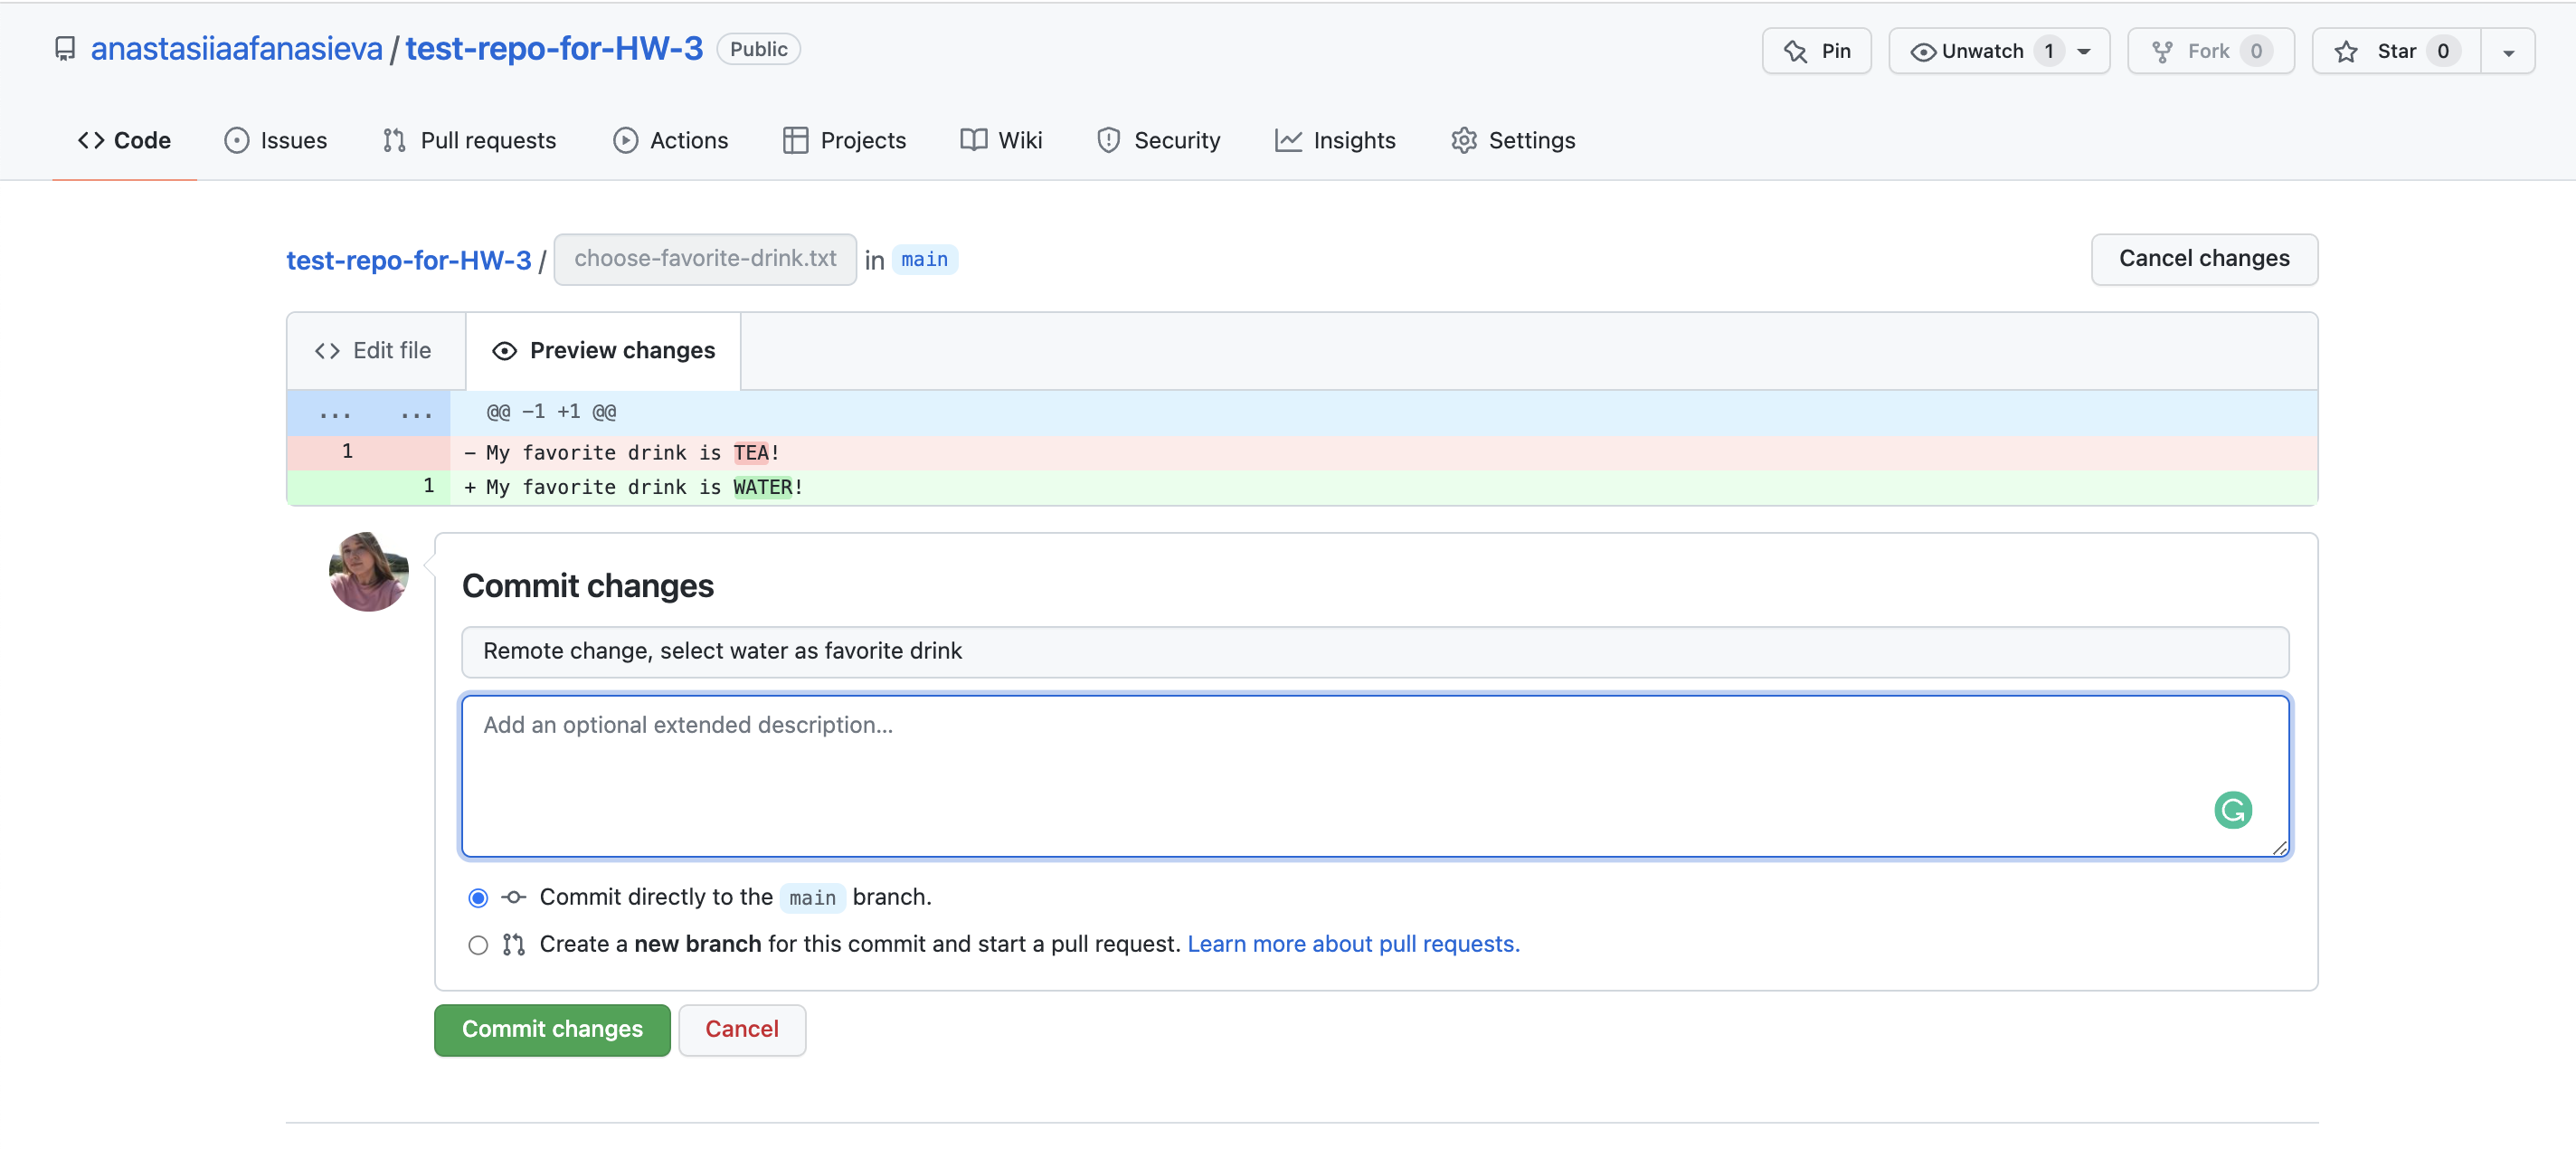 anastasiiaafanasieva / test-repo-for-HW-3 Public Pin Unwatch 1 Fork 0 Star 0
Code Issues Pull requests Actions Projects Wiki Security Insights Settings
test-repo-for-HW-3 / choose-favorite-drink.txt in main Cancel changes
Edit file Preview changes
... ... @@ -1 +1 @@
1 - My favorite drink is TEA!
1 + My favorite drink is WATER!
Commit changes
Remote change, select water as favorite drink
Add an optional extended description...
Commit directly to the main branch.
Create a new branch for this commit and start a pull request. Learn more about pull requests.
Commit changes Cancel